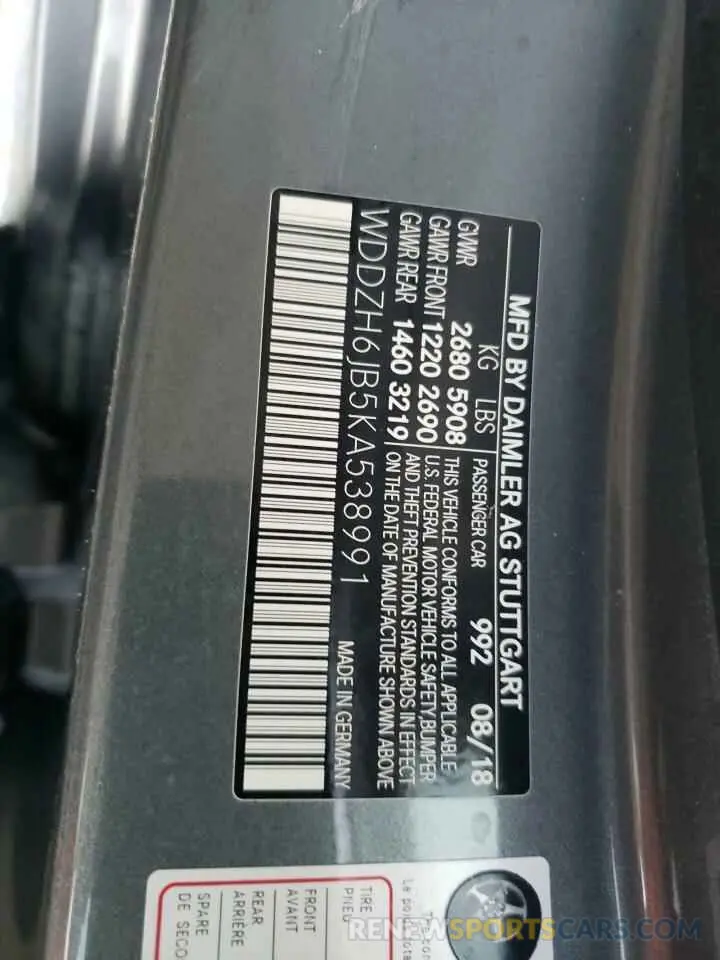 MFD BY DAIMLER AG STUTTGART
KG LBS PASSENGER CAR 992 08/18
GWWR 2680 5908 THIS VEHICLE CONFORMS TO ALL APPLICABLE
GAWR FRONT 1220 2690 U.S. FEDERAL MOTOR VEHICLE SAFETY, BUMPER
GAWR REAR 1460 3219 AND THEFT PREVENTION STANDARDS IN EFFECT
ON THE DATE OF MANUFACTURE SHOWN ABOVE
WDDZH6JB5KA538991 MADE IN GERMANY
TIRE
PNEU
FRONT
AVANT
REAR
ARRIÈRE
SPARE
DE SECO
RENEWSPORTSCARS.COM